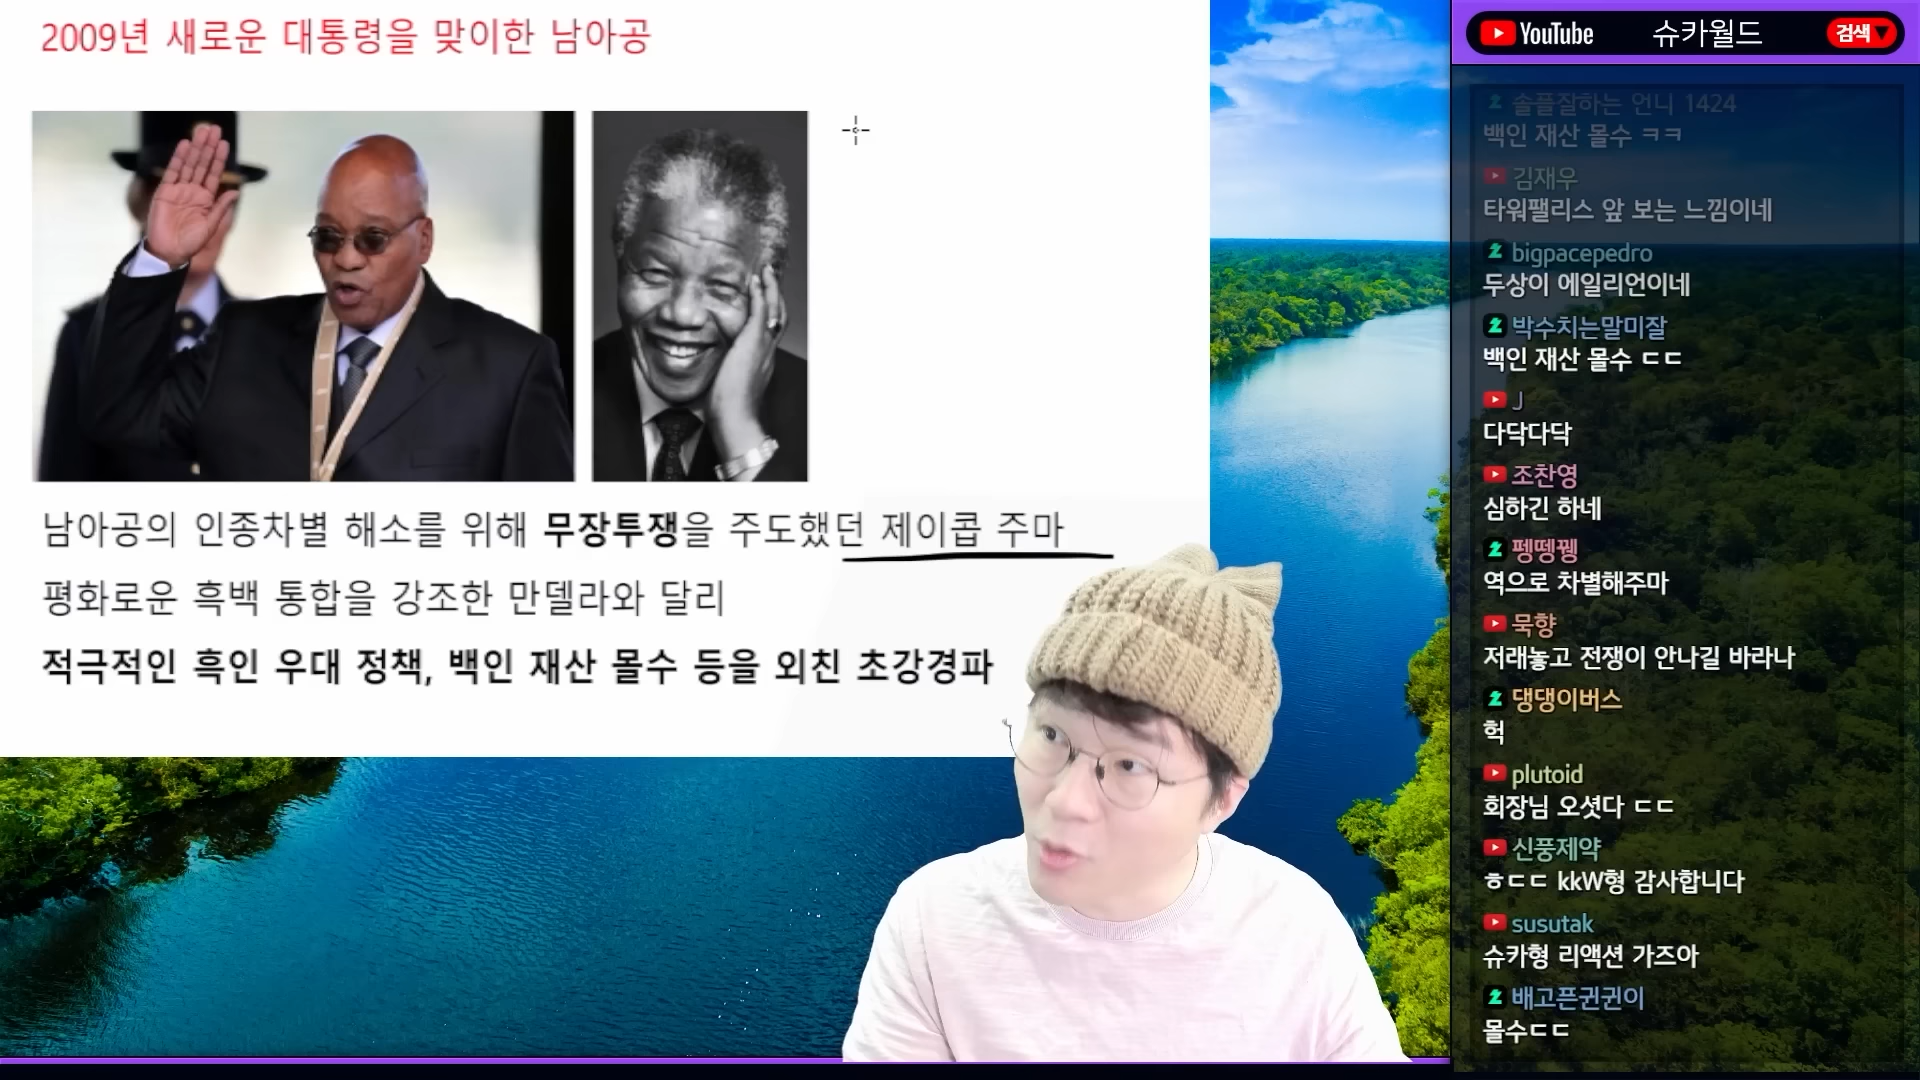 2009년 새로운 대통령을 맞이한 남아공
남아공의 인종차별 해소를 위해 무장투쟁을 주도했던 제이콥 주마
평화로운 흑백 통합을 강조한 만델라와 달리
적극적인 흑인 우대 정책, 백인 재산 몰수 등을 외친 초강경파
YouTube 슈카월드 검색
솔플잘하는 언니 1424
백인 재산 몰수 ㅋㅋ
김재우
타워팰리스 앞 보는 느낌이네
bigpacepedro
두상이 에일리언이네
박수치는말미잘
백인 재산 몰수 ㄷㄷ
J
다닥다닥
조찬영
심하긴 하네
펭떙꿩
역으로 차별해주마
묵향
저래놓고 전쟁이 안나길 바라나
댕댕이버스
헉
plutoid
회장님 오셧다 ㄷㄷ
신풍제약
ㅎㄷㄷ kkW형 감사합니다
susutak
슈카형 리액션 가즈아
배고픈귄귄이
몰수ㄷㄷ